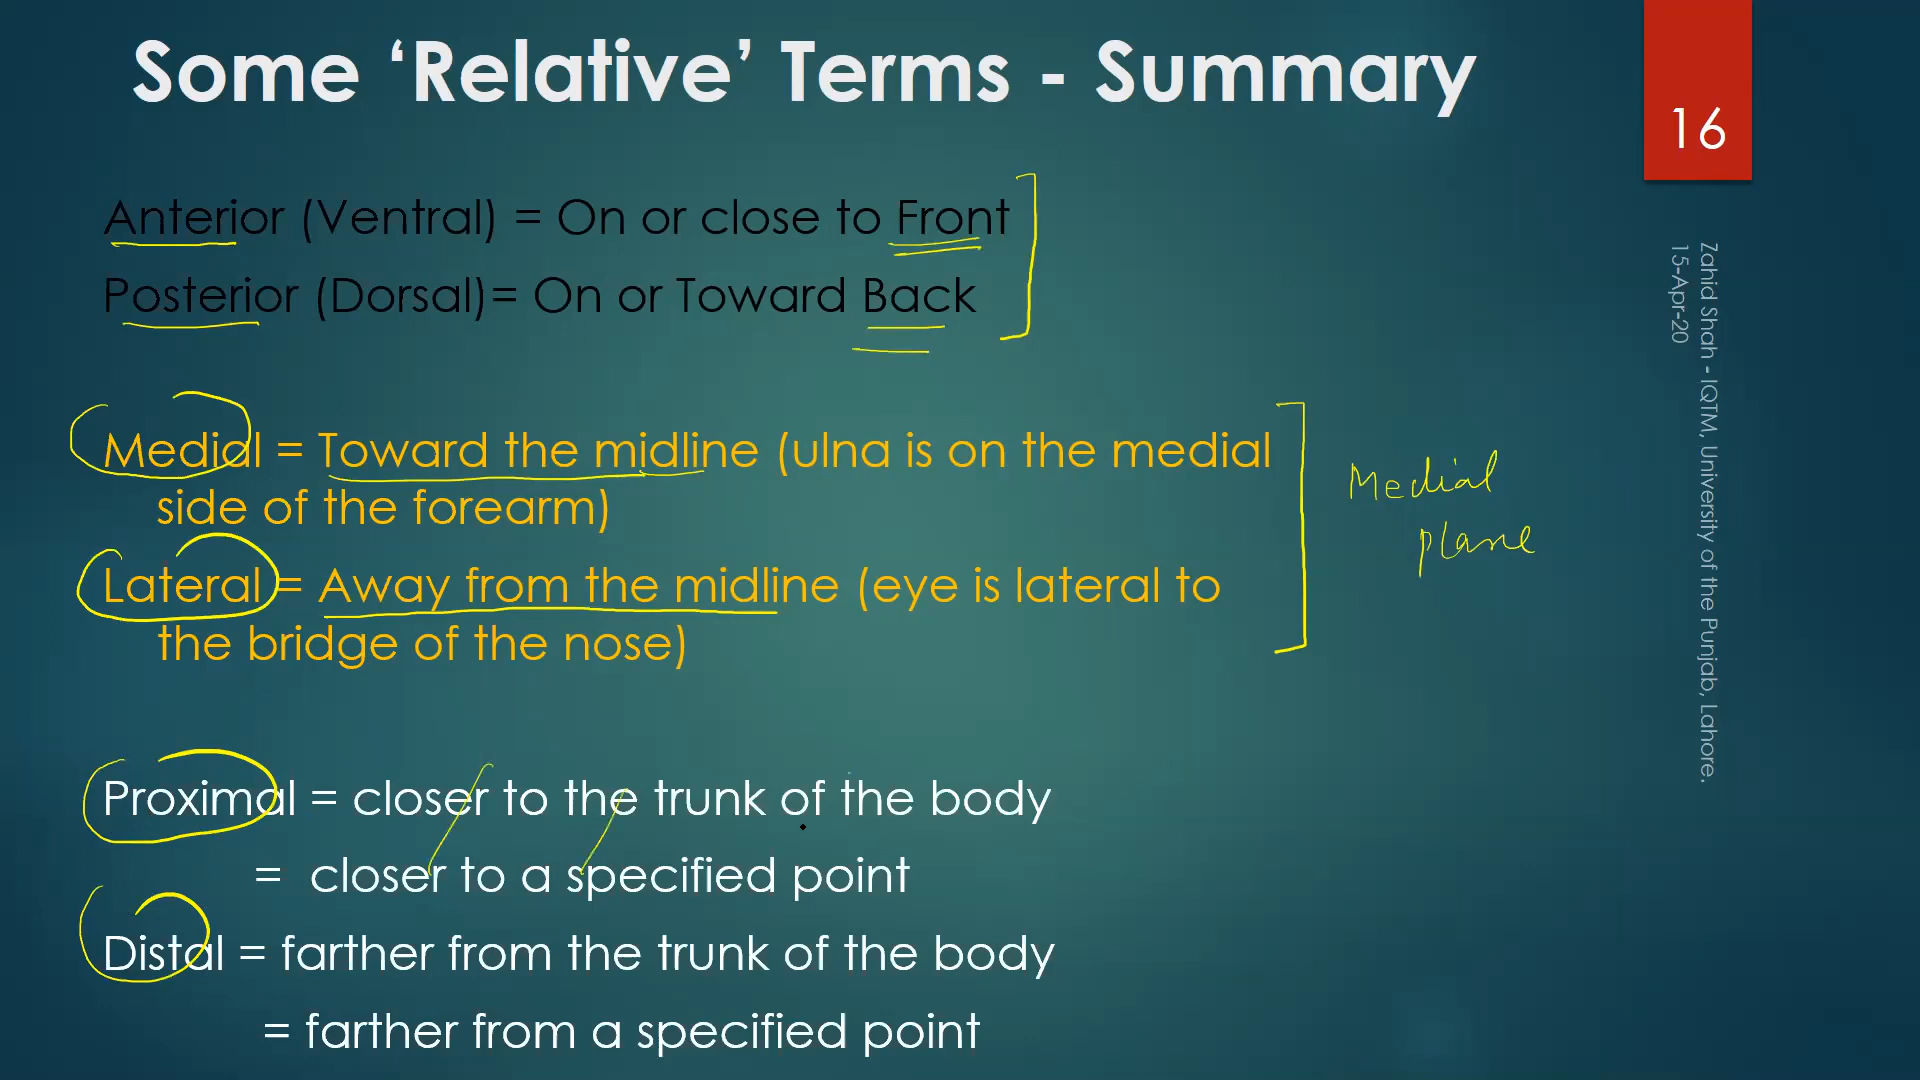 Some ‘Relative’ Terms - Summary
16
Anterior (Ventral) = On or close to Front
Posterior (Dorsal)= On or Toward Back
Medial = Toward the midline (ulna is on the medial
side of the forearm)
Lateral = Away from the midline (eye is lateral to
the bridge of the nose)
Medial
plane
Proximal = closer to the trunk of the body
= closer to a specified point
Distal = farther from the trunk of the body
= farther from a specified point
Zahid Shah - IQTM, University of the Punjab, Lahore.
15-Apr-20